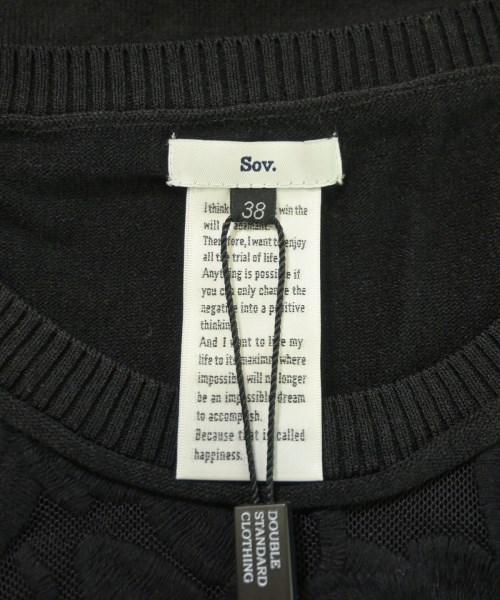 Sov.
38
I think win the
will
Therefore, I want to enjoy
all the trial of life.
Anything is possible if
you can only change the
negative into a positive
thinking.
And I want to live my
life to its maximum where
impossible will no longer
be an impossible dream
to accomplish.
Because that is called
happiness.
DOUBLE
STANDARD
CLOTHING